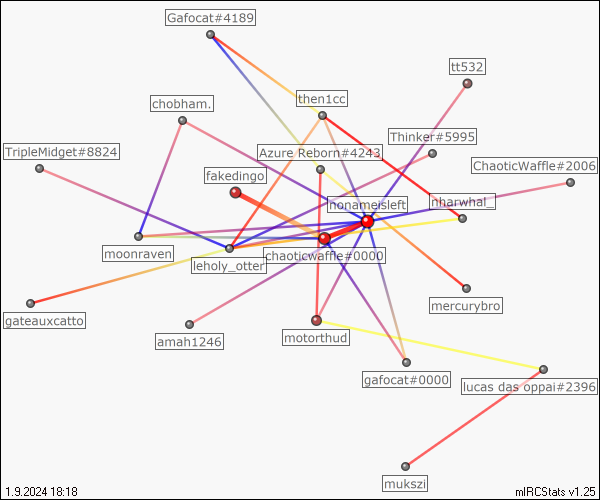 Gafocat#4189
tt532
then1cc
chobham.
Thinker#5995
TripleMidget#8824
Azure Reborn#4243
ChaoticWaffle#2006
fakedingo
nonameisleft
nharwhal_
moonraven
leholy_otter
chaoticwaffle#0000
mercurybro
gateauxcatto
amah1246
motorthud
gafocat#0000
lucas das oppai#2396
mukszi
1.9.2024 18:18
mIRCStats v1.25